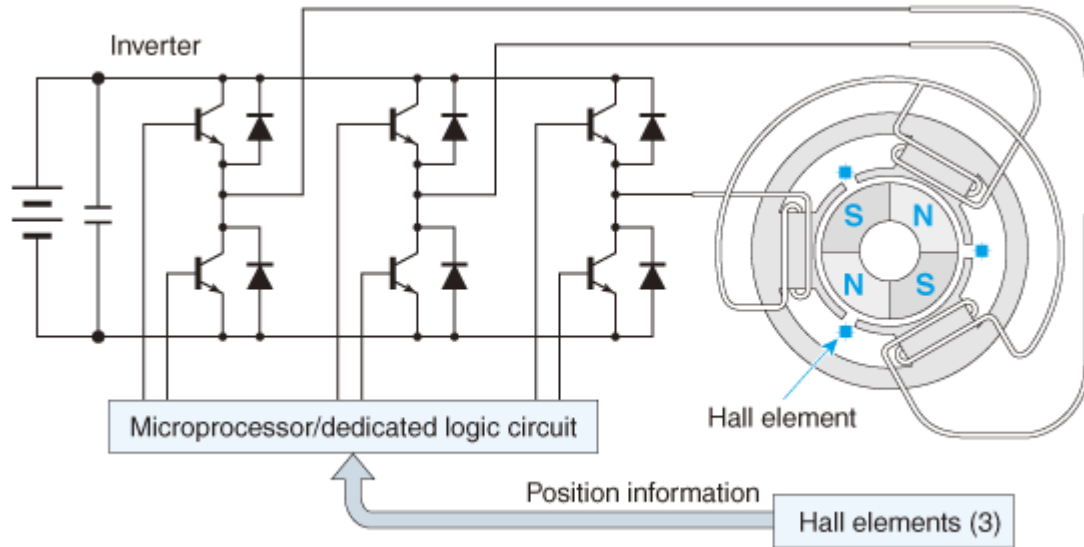 Inverter
S N
N S
Hall element
Microprocessor/dedicated logic circuit
Position information
Hall elements (3)